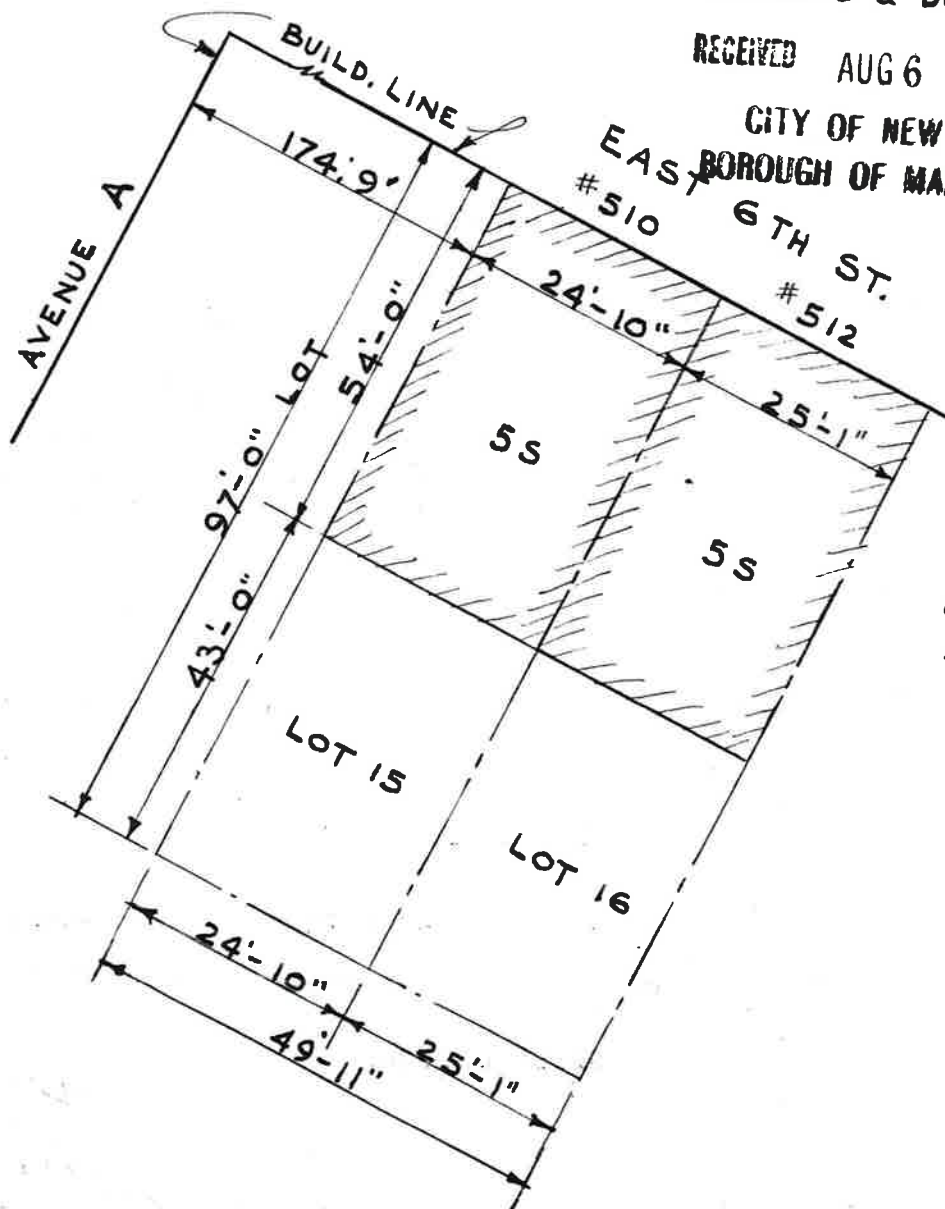 RECEIVED AUG 6
CITY OF NEW
BOROUGH OF
BUILD. LINE
EAST 6TH ST.
#510
#512
AVENUE A
174.9'
24'-10"
25'-1"
54'-0"
97'-0" LOT
43'-0"
5S
5S
LOT 15
LOT 16
24'-10"
25'-1"
49'-11"